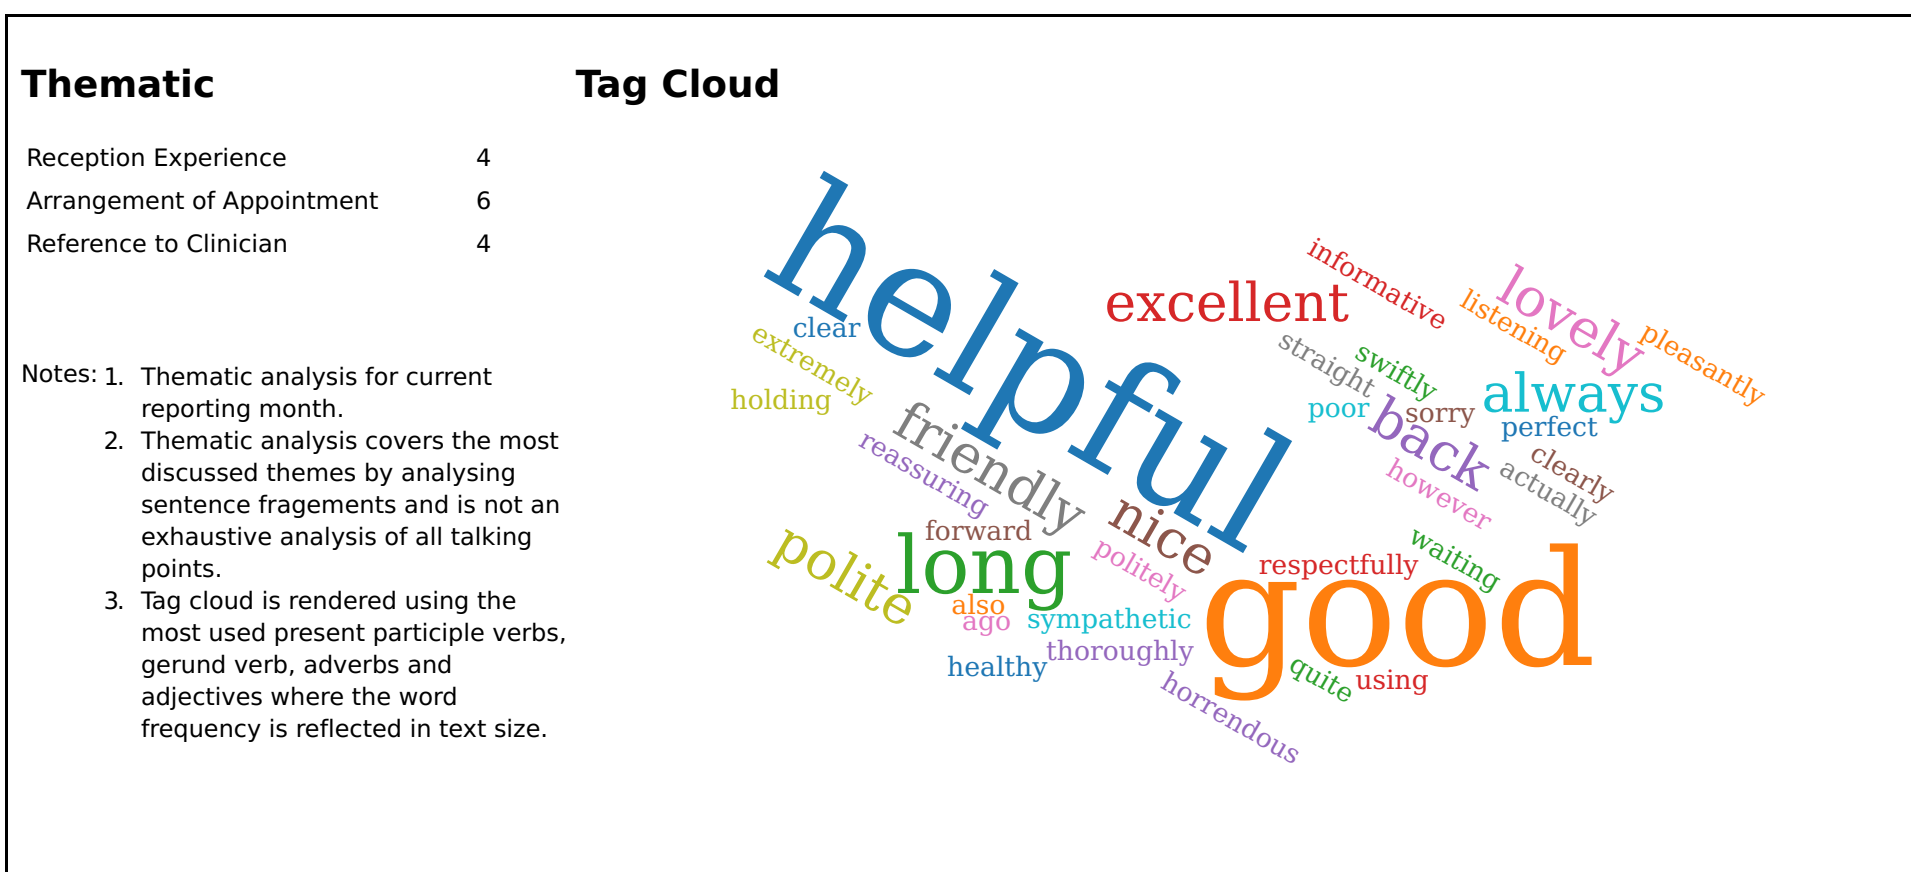 Thematic
Tag Cloud
Reception Experience 4
Arrangement of Appointment 6
Reference to Clinician 4
Notes: 1. Thematic analysis for current
reporting month.
2. Thematic analysis covers the most
discussed themes by analysing
sentence fragements and is not an
exhaustive analysis of all talking
points.
3. Tag cloud is rendered using the
most used present participle verbs,
gerund verb, adverbs and
adjectives where the word
frequency is reflected in text size.
helpful
informative
excellent
lovely
listening
pleasantly
clear
extremely
straight
swiftly
holding
always
poor
sorry
back
perfect
friendly
reassuring
clearly
however
actually
nice
forward
long
polite
politely
waiting
respectfully
good
also
ago
sympathetic
thoroughly
healthy
quite
using
horrendous